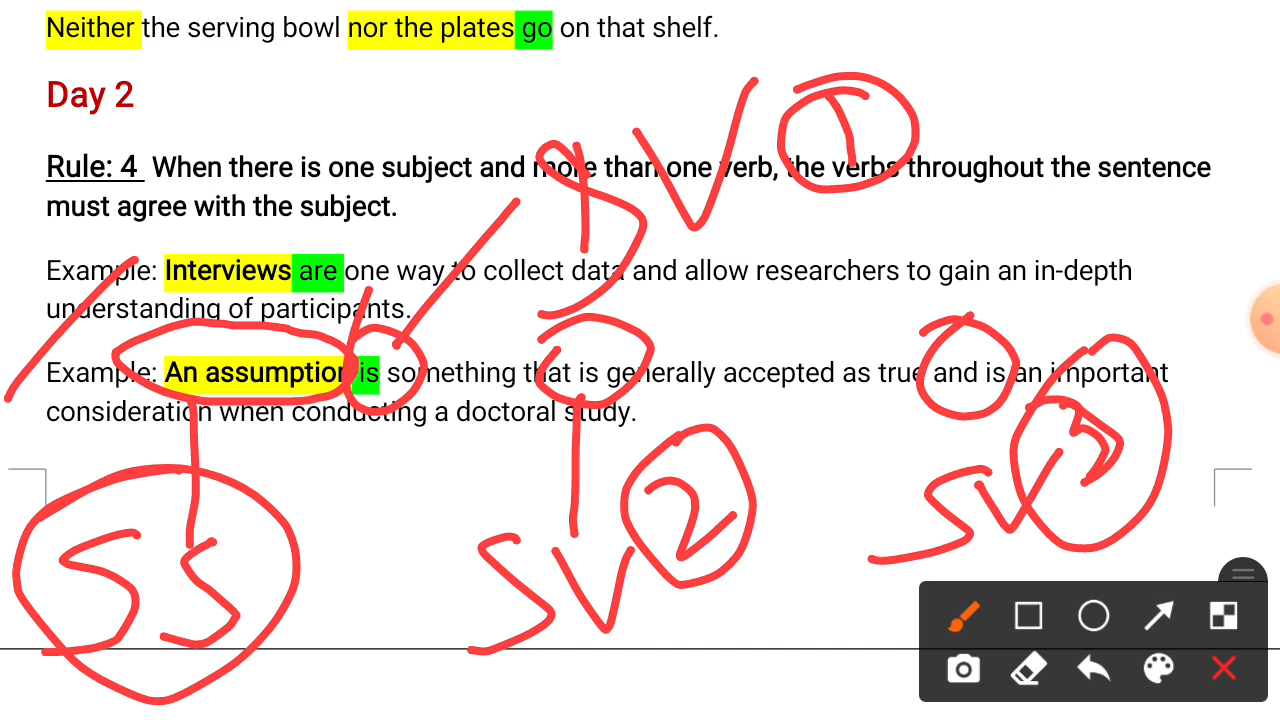 Neither the serving bowl nor the plates go on that shelf.
Day 2
SV 1
Rule: 4 When there is one subject and more than one verb, the verbs throughout the sentence
must agree with the subject.
Example: Interviews are one way to collect data and allow researchers to gain an in-depth
understanding of participants.
Example: An assumption is something that is generally accepted as true and is an important
consideration when conducting a doctoral study.
SS
SV 2
SV 3